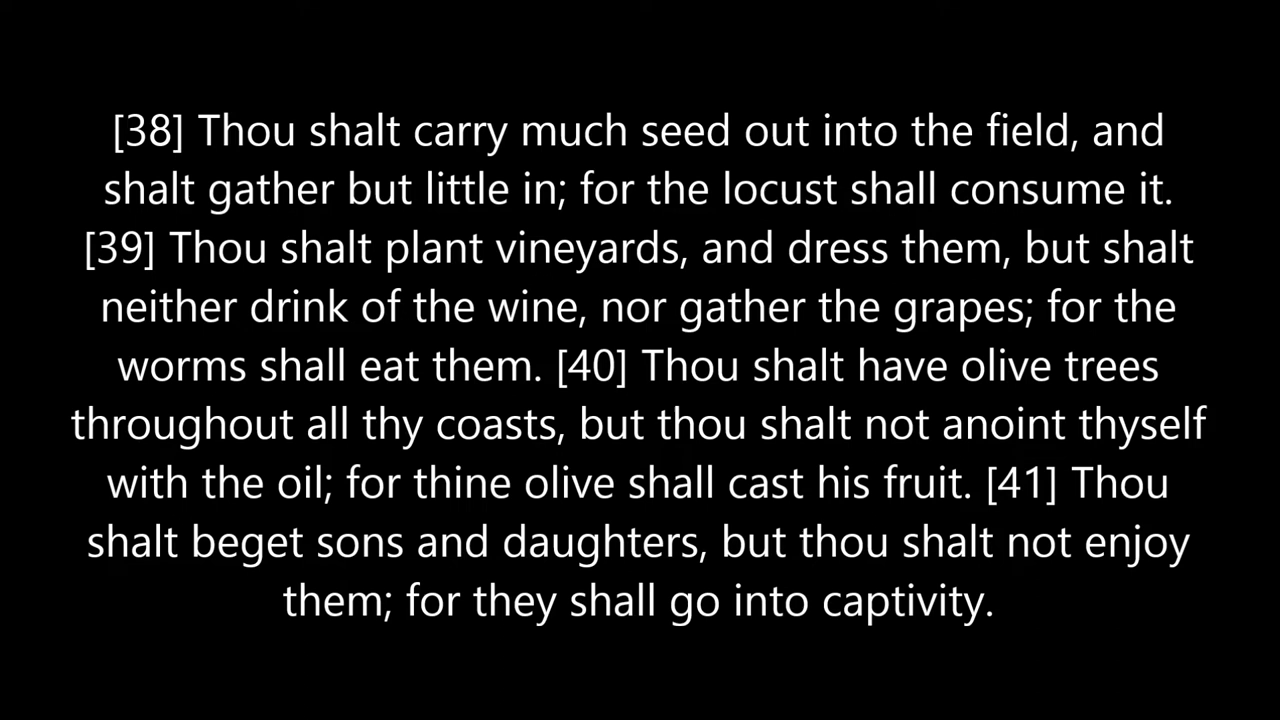 [38] Thou shalt carry much seed out into the field, and
shalt gather but little in; for the locust shall consume it.
[39] Thou shalt plant vineyards, and dress them, but shalt
neither drink of the wine, nor gather the grapes; for the
worms shall eat them. [40] Thou shalt have olive trees
throughout all thy coasts, but thou shalt not anoint thyself
with the oil; for thine olive shall cast his fruit. [41] Thou
shalt beget sons and daughters, but thou shalt not enjoy
them; for they shall go into captivity.